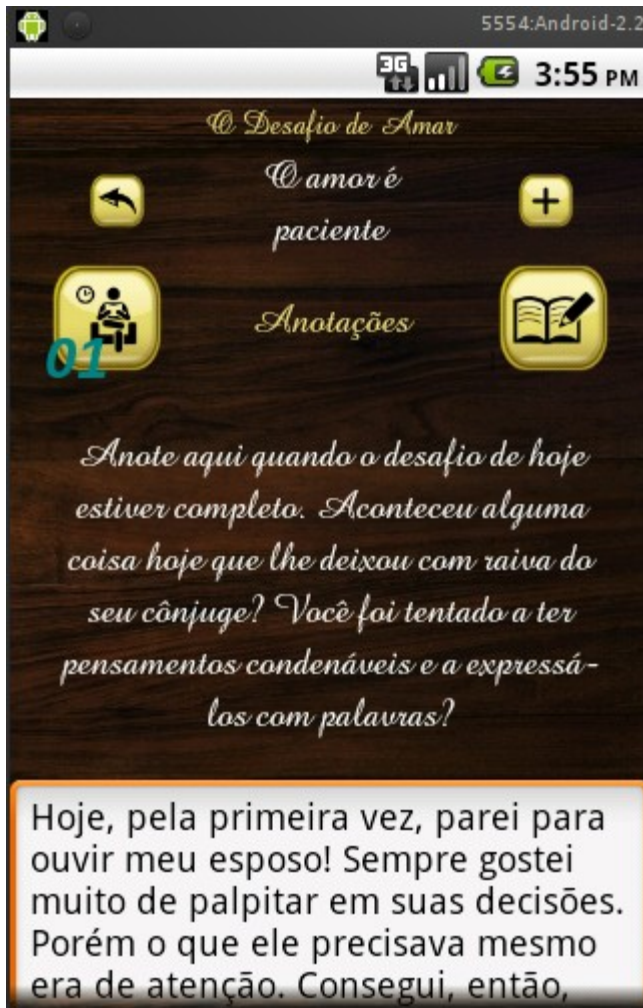 5554:Android-2.2
3G
3:55 PM
O Desafio de Amar
O amor é
paciente
01
Anotações
Anote aqui quando o desafio de hoje
estiver completo. Aconteceu alguma
coisa hoje que lhe deixou com raiva do
seu cônjuge? Você foi tentado a ter
pensamentos condenáveis e a expressá-
los com palavras?
Hoje, pela primeira vez, parei para
ouvir meu esposo! Sempre gostei
muito de palpitar em suas decisões.
Porém o que ele precisava mesmo
era de atenção. Consegui, então,